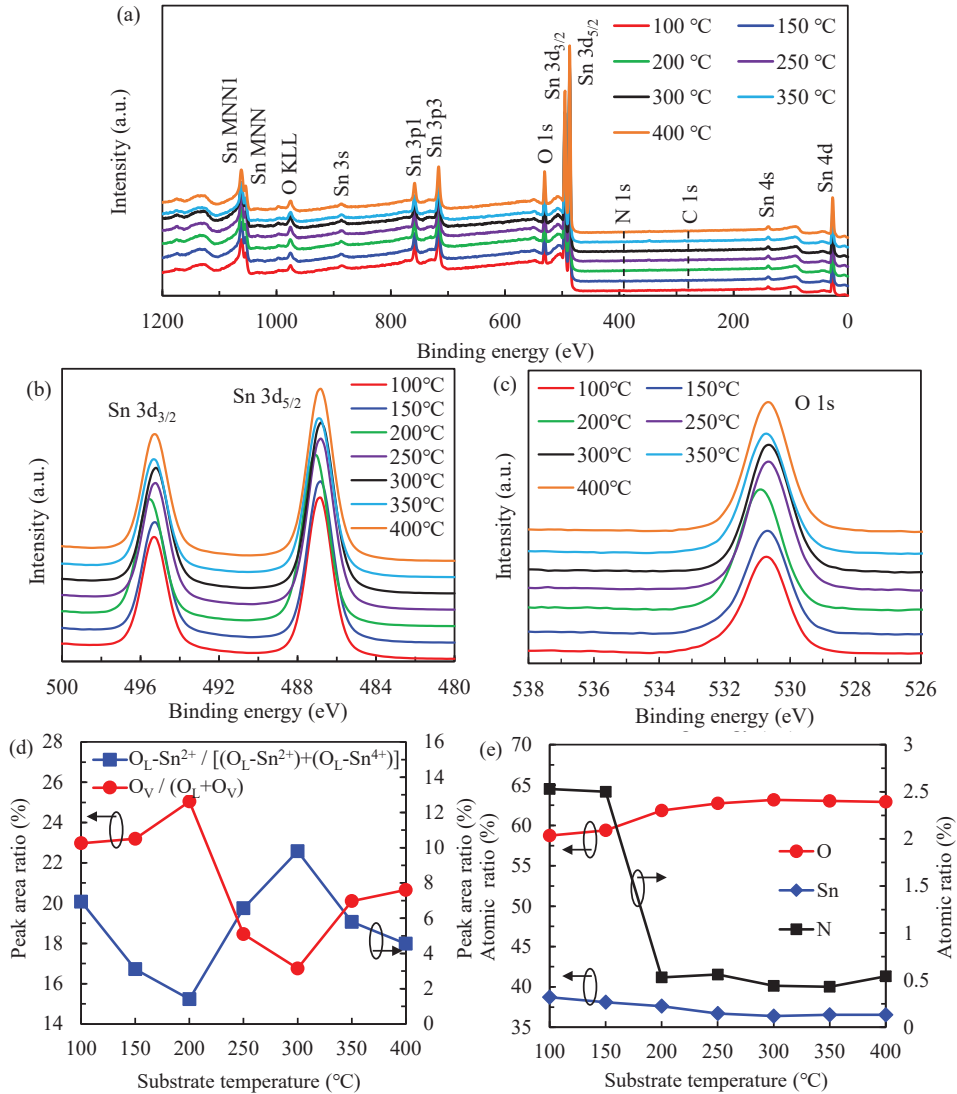 (a)
100 ℃
150 ℃
200 ℃
250 ℃
300 ℃
350 ℃
400 ℃
Sn MNN1
Sn MNN
O KLL
Sn 3s
Sn 3p1
Sn 3p3
O 1s
Sn 3d3/2
Sn 3d5/2
N 1s
C 1s
Sn 4s
Sn 4d
Intensity (a.u.)
1200 1000 800 600 400 200 0
Binding energy (eV)
(b)
Sn 3d3/2
Sn 3d5/2
100℃
150℃
200℃
250℃
300℃
350℃
400℃
Intensity (a.u.)
500 496 492 488 484 480
Binding energy (eV)
(c)
100℃
150℃
200℃
250℃
300℃
350℃
400℃
O 1s
Intensity (a.u.)
538 536 534 532 530 528 526
Binding energy (eV)
(d)
OL-Sn2+ / [(OL-Sn2+)+(OL-Sn4+)]
OV / (OL+OV)
Peak area ratio (%)
28
26
24
22
20
18
16
14
16
14
12
10
8
6
4
2
0
Peak area ratio (%)
100 150 200 250 300 350 400
Substrate temperature (℃)
(e)
Atomic ratio (%)
70
65
60
55
50
45
40
35
O
Sn
N
3
2.5
2
1.5
1
0.5
0
Atomic ratio (%)
100 150 200 250 300 350 400
Substrate temperature (℃)